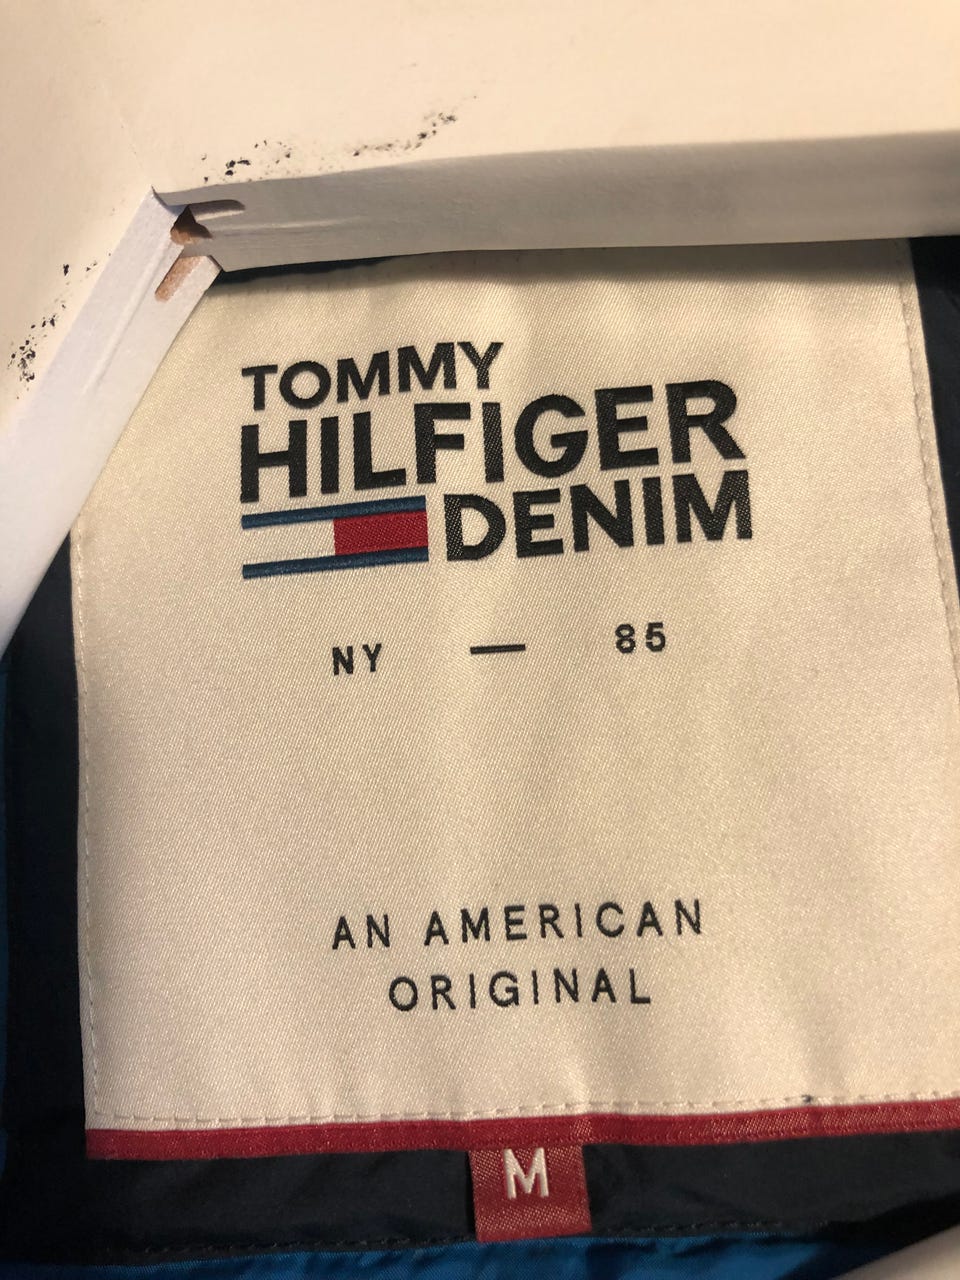 TOMMY
HILFIGER
DENIM
NY — 85
AN AMERICAN
ORIGINAL
M